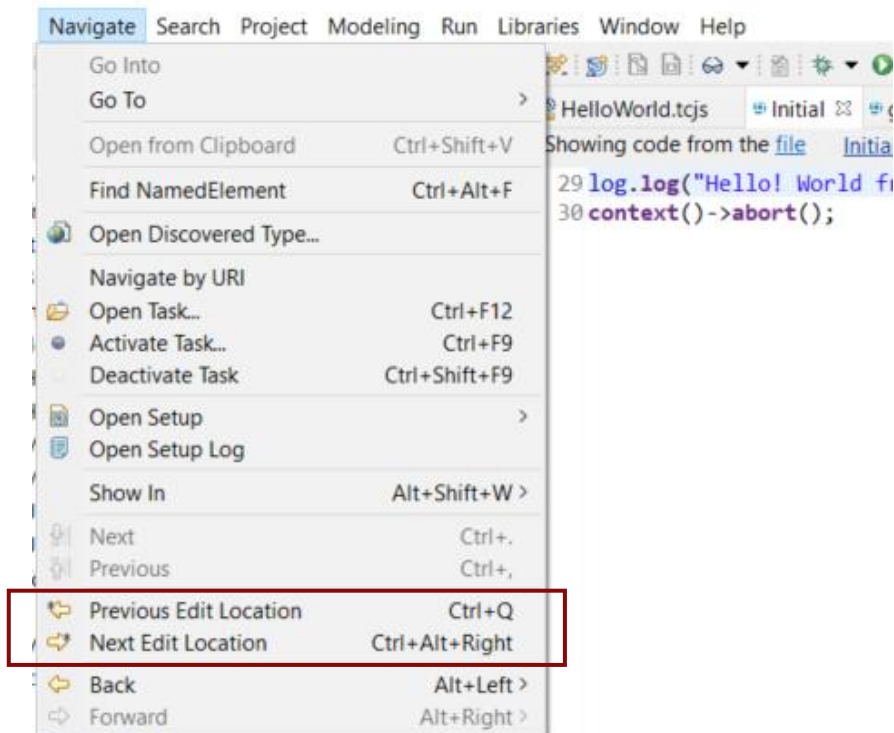 Navigate Search Project Modeling Run Libraries Window Help
Go Into
Go To
HelloWorld.tcjs Initial
Open from Clipboard Ctrl+Shift+V
Showing code from the file
Find NamedElement Ctrl+Alt+F
29 log.log("Hello! World
30 context()->abort();
Open Discovered Type...
Navigate by URI
Open Task... Ctrl+F12
Activate Task... Ctrl+F9
Deactivate Task Ctrl+Shift+F9
Open Setup
Open Setup Log
Show In Alt+Shift+W
Next Ctrl+.
Previous Ctrl+,
Previous Edit Location Ctrl+Q
Next Edit Location Ctrl+Alt+Right
Back Alt+Left
Forward Alt+Right